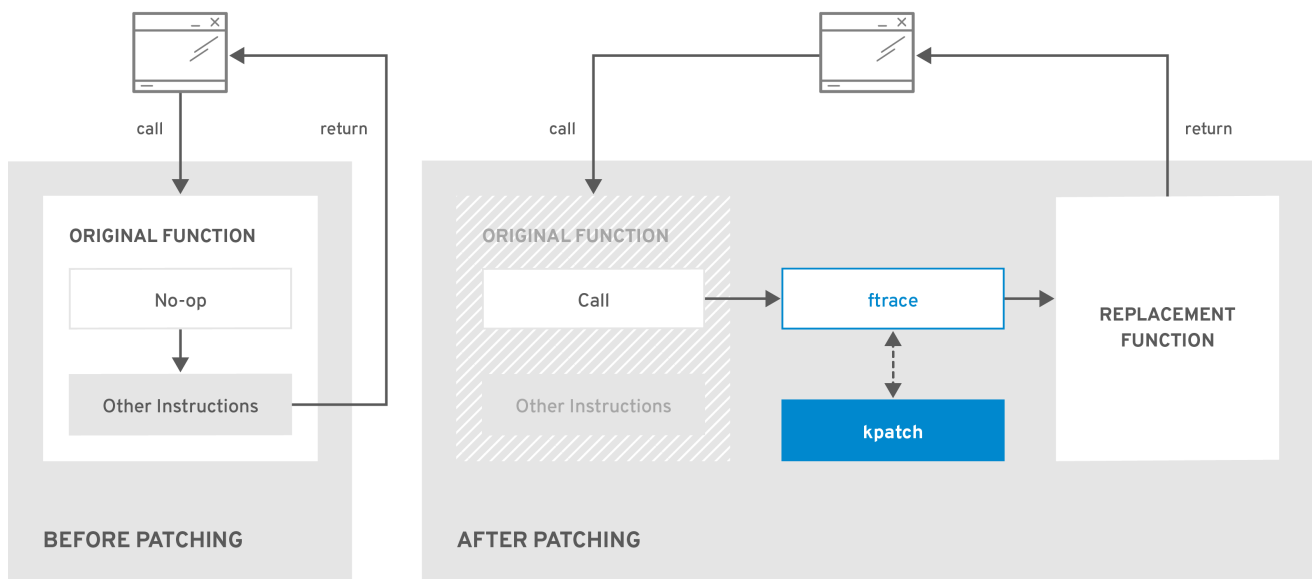 call
return
ORIGINAL FUNCTION
No-op
Other Instructions
BEFORE PATCHING
call
return
ORIGINAL FUNCTION
Call
Other Instructions
ftrace
kpatch
REPLACEMENT
FUNCTION
AFTER PATCHING